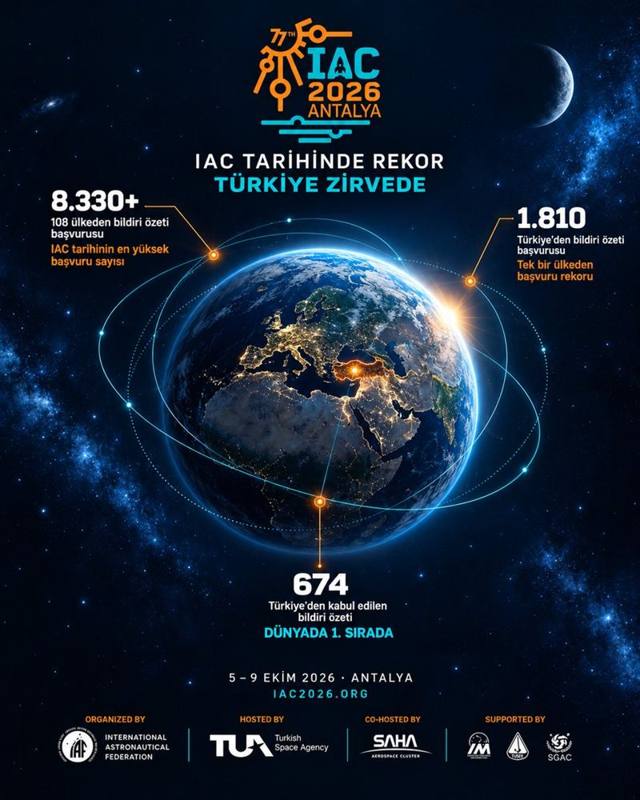 77TH
IAC
2026
ANTALYA
IAC TARİHİNDE REKOR
TÜRKİYE ZİRVEDE
8.330+
108 ülkeden bildiri özeti
başvurusu
IAC tarihinin en yüksek
başvuru sayısı
1.810
Türkiye'den bildiri özeti
başvurusu
Tek bir ülkeden
başvuru rekoru
674
Türkiye'den kabul edilen
bildiri özeti
DÜNYADA 1. SIRADA
5–9 EKİM 2026 · ANTALYA
IAC2026.ORG
ORGANIZED BY
IAF
INTERNATIONAL
ASTRONAUTICAL
FEDERATION
HOSTED BY
TUA
Turkish
Space Agency
CO-HOSTED BY
SAHA
AEROSPACE CLUSTER
SUPPORTED BY
SGAC